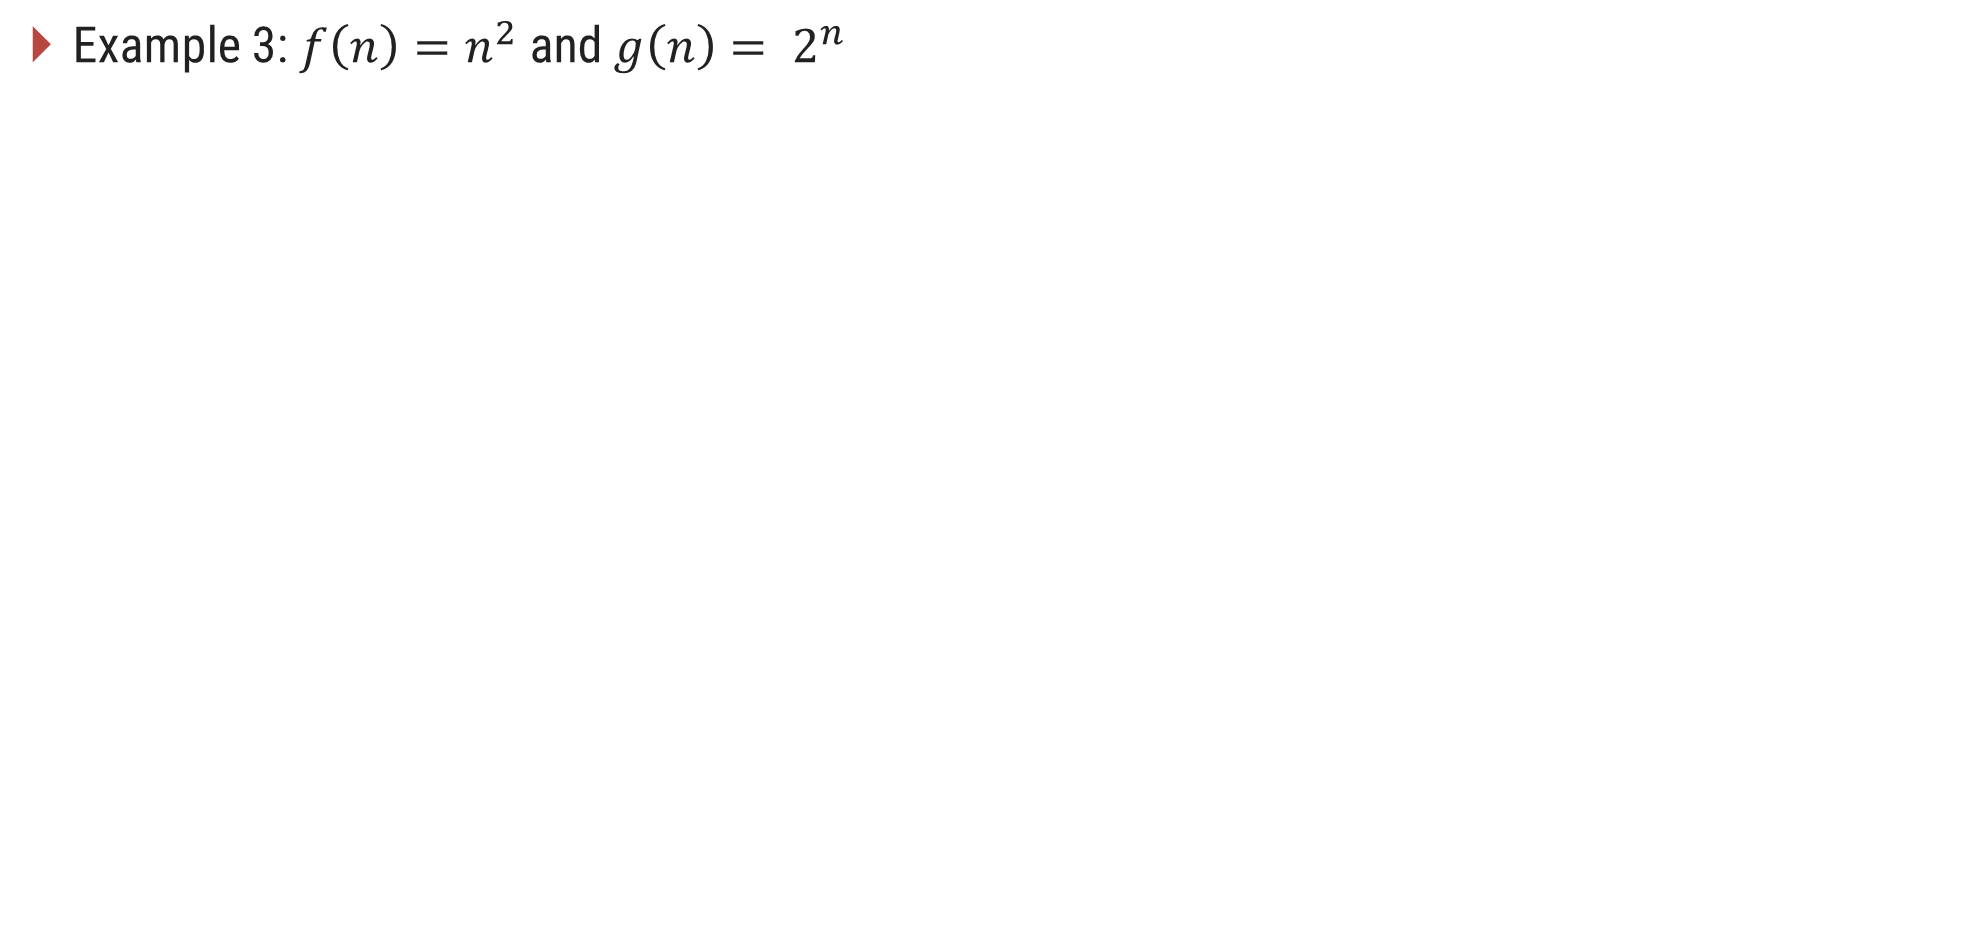 Example 3: f(n) = n² and g(n) = 2ⁿ